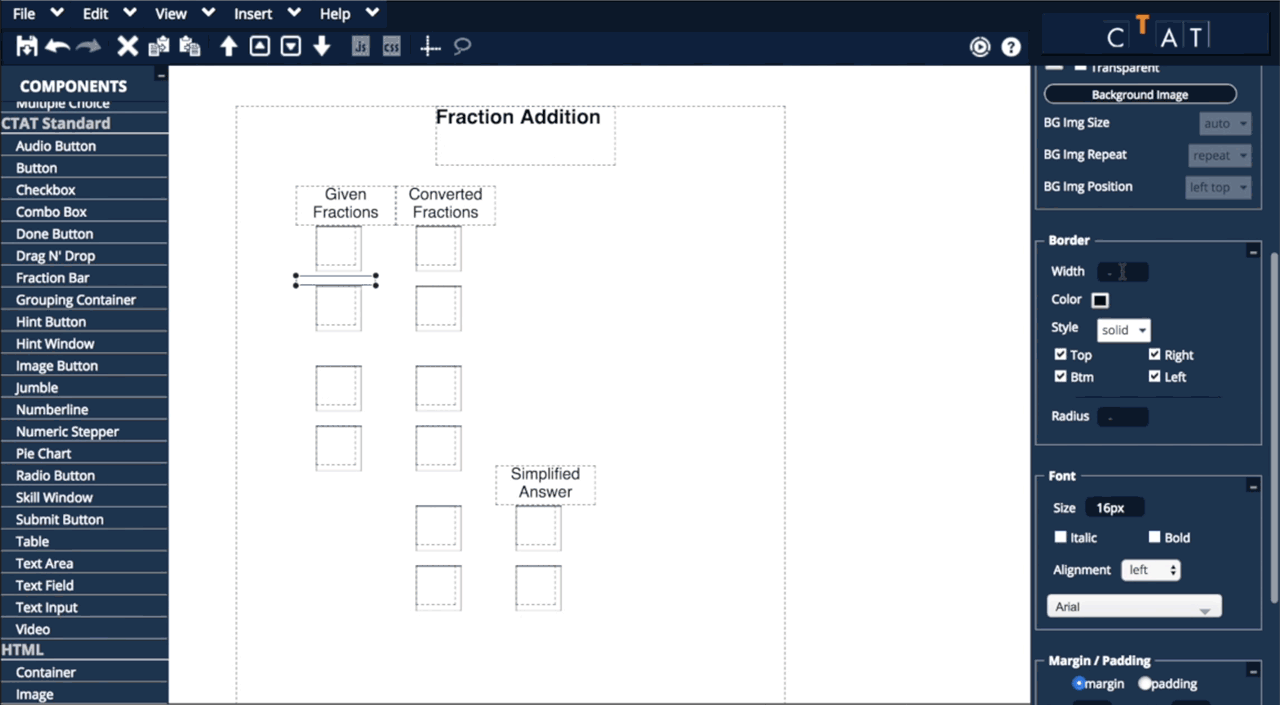 File Edit View Insert Help
.js css
C T A T
COMPONENTS
Multiple Choice
CTAT Standard
Audio Button
Button
Checkbox
Combo Box
Done Button
Drag N' Drop
Fraction Bar
Grouping Container
Hint Button
Hint Window
Image Button
Jumble
Numberline
Numeric Stepper
Pie Chart
Radio Button
Skill Window
Submit Button
Table
Text Area
Text Field
Text Input
Video
HTML
Container
Image
Fraction Addition
Given
Fractions
Converted
Fractions
Simplified
Answer
Transparent
Background Image
BG Img Size auto
BG Img Repeat repeat
BG Img Position left top
Border
Width -
Color
Style solid
Top Right
Btm Left
Radius -
Font
Size 16px
Italic Bold
Alignment left
Arial
Margin / Padding
margin padding